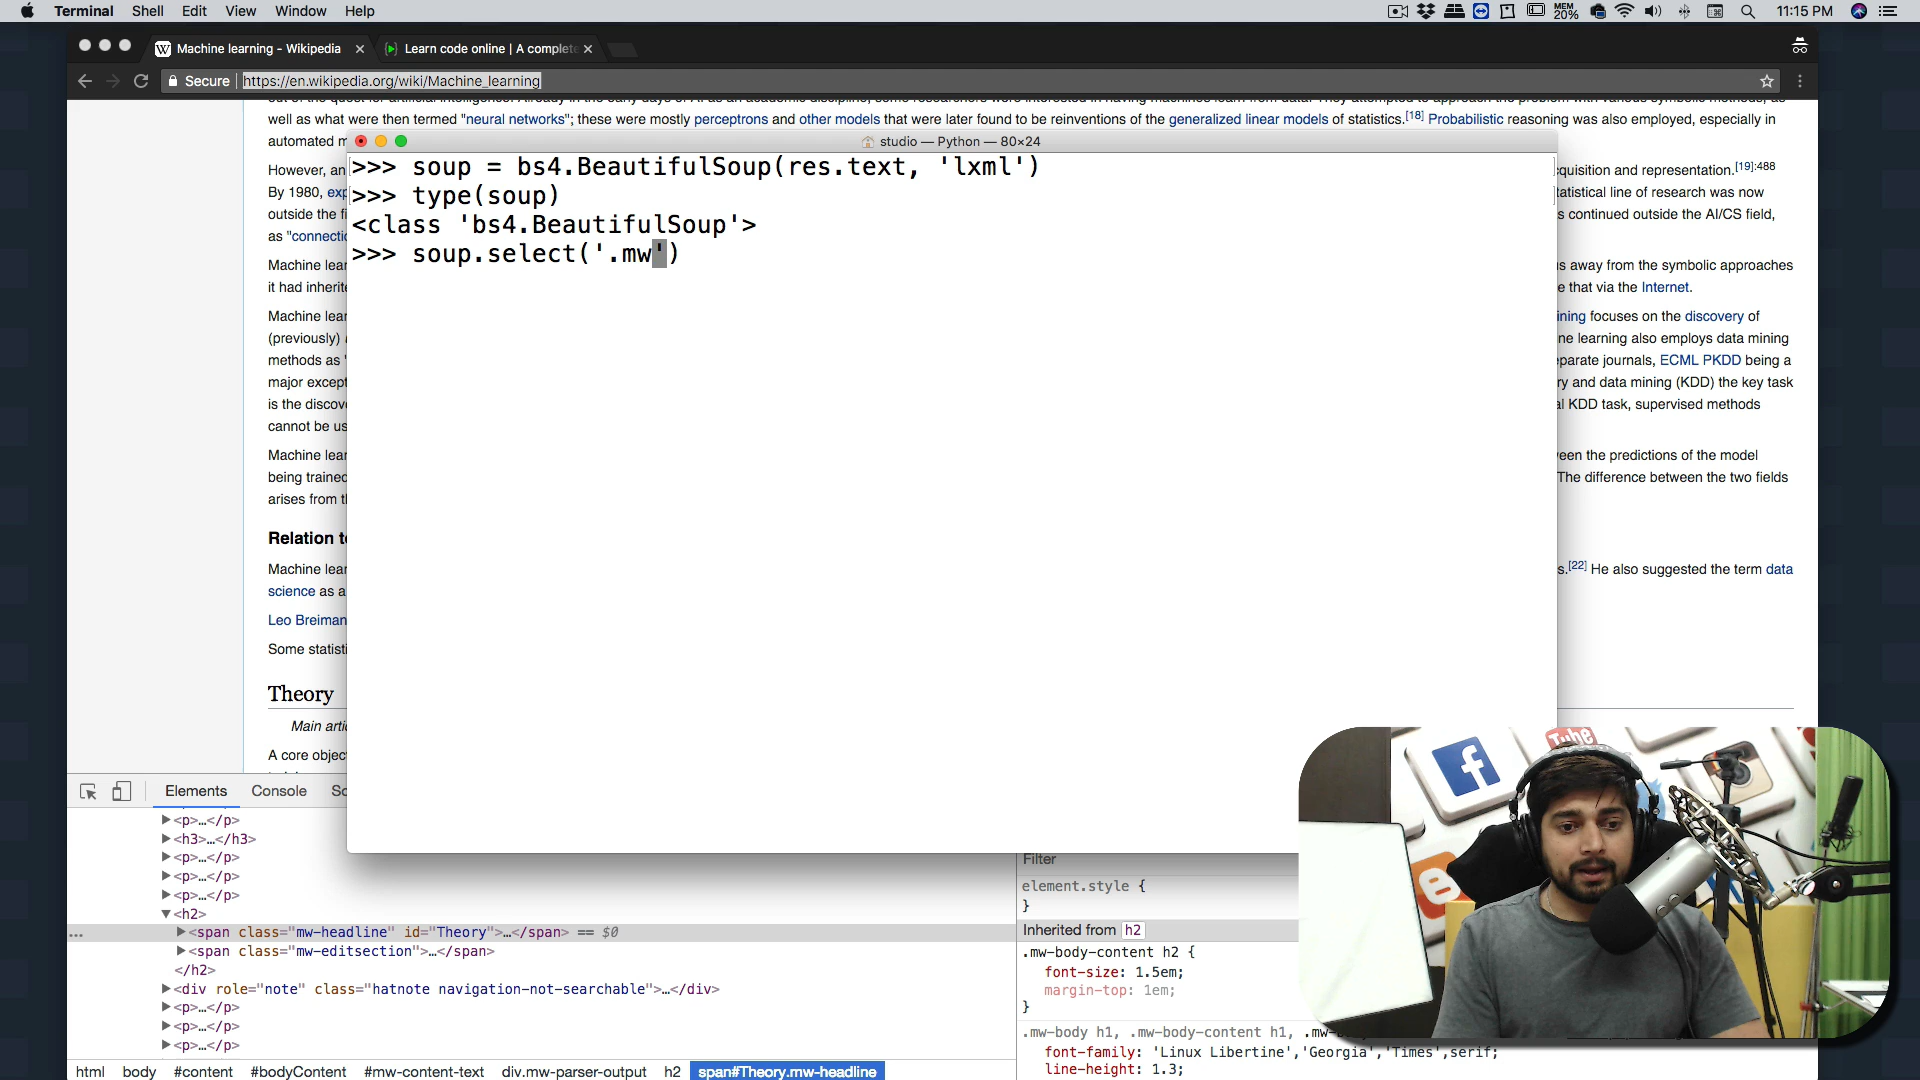 Terminal Shell Edit View Window Help
MEM 20% 11:15 PM
Machine learning - Wikipedia
Learn code online | A complete
Secure | https://en.wikipedia.org/wiki/Machine_learning
well as what were then termed "neural networks"; these were mostly perceptrons and other models that were later found to be reinventions of the generalized linear models of statistics.[18] Probabilistic reasoning was also employed, especially in
automated m
studio — Python — 80×24
>>> soup = bs4.BeautifulSoup(res.text, 'lxml')
>>> type(soup)
<class 'bs4.BeautifulSoup'>
>>> soup.select('.mw')
However, an
By 1980, exp
outside the fi
as "connectio
Machine lear
it had inherite
Machine lear
(previously)
methods as "
major except
is the discov
cannot be us
Machine lear
being trained
arises from th
Relation to
Machine lear
science as a
Leo Breiman
Some statisti
Theory
Main artic
A core object
quisition and representation.[19]:488
tatistical line of research was now
s continued outside the AI/CS field,
s away from the symbolic approaches
e that via the Internet.
ining focuses on the discovery of
ne learning also employs data mining
eparate journals, ECML PKDD being a
ry and data mining (KDD) the key task
al KDD task, supervised methods
een the predictions of the model
The difference between the two fields
s.[22] He also suggested the term data
Elements Console So
▶<p>…</p>
▶<h3>…</h3>
▶<p>…</p>
▶<p>…</p>
▶<p>…</p>
▼<h2>
… ▶<span class="mw-headline" id="Theory">…</span> == $0
▶<span class="mw-editsection">…</span>
</h2>
▶<div role="note" class="hatnote navigation-not-searchable">…</div>
▶<p>…</p>
▶<p>…</p>
▶<p>…</p>
html body #content #bodyContent #mw-content-text div.mw-parser-output h2 span#Theory.mw-headline
Filter
element.style {
}
Inherited from h2
.mw-body-content h2 {
font-size: 1.5em;
margin-top: 1em;
}
.mw-body h1, .mw-body-content h1, .mw-b
font-family: 'Linux Libertine','Georgia','Times',serif;
line-height: 1.3;
Tube